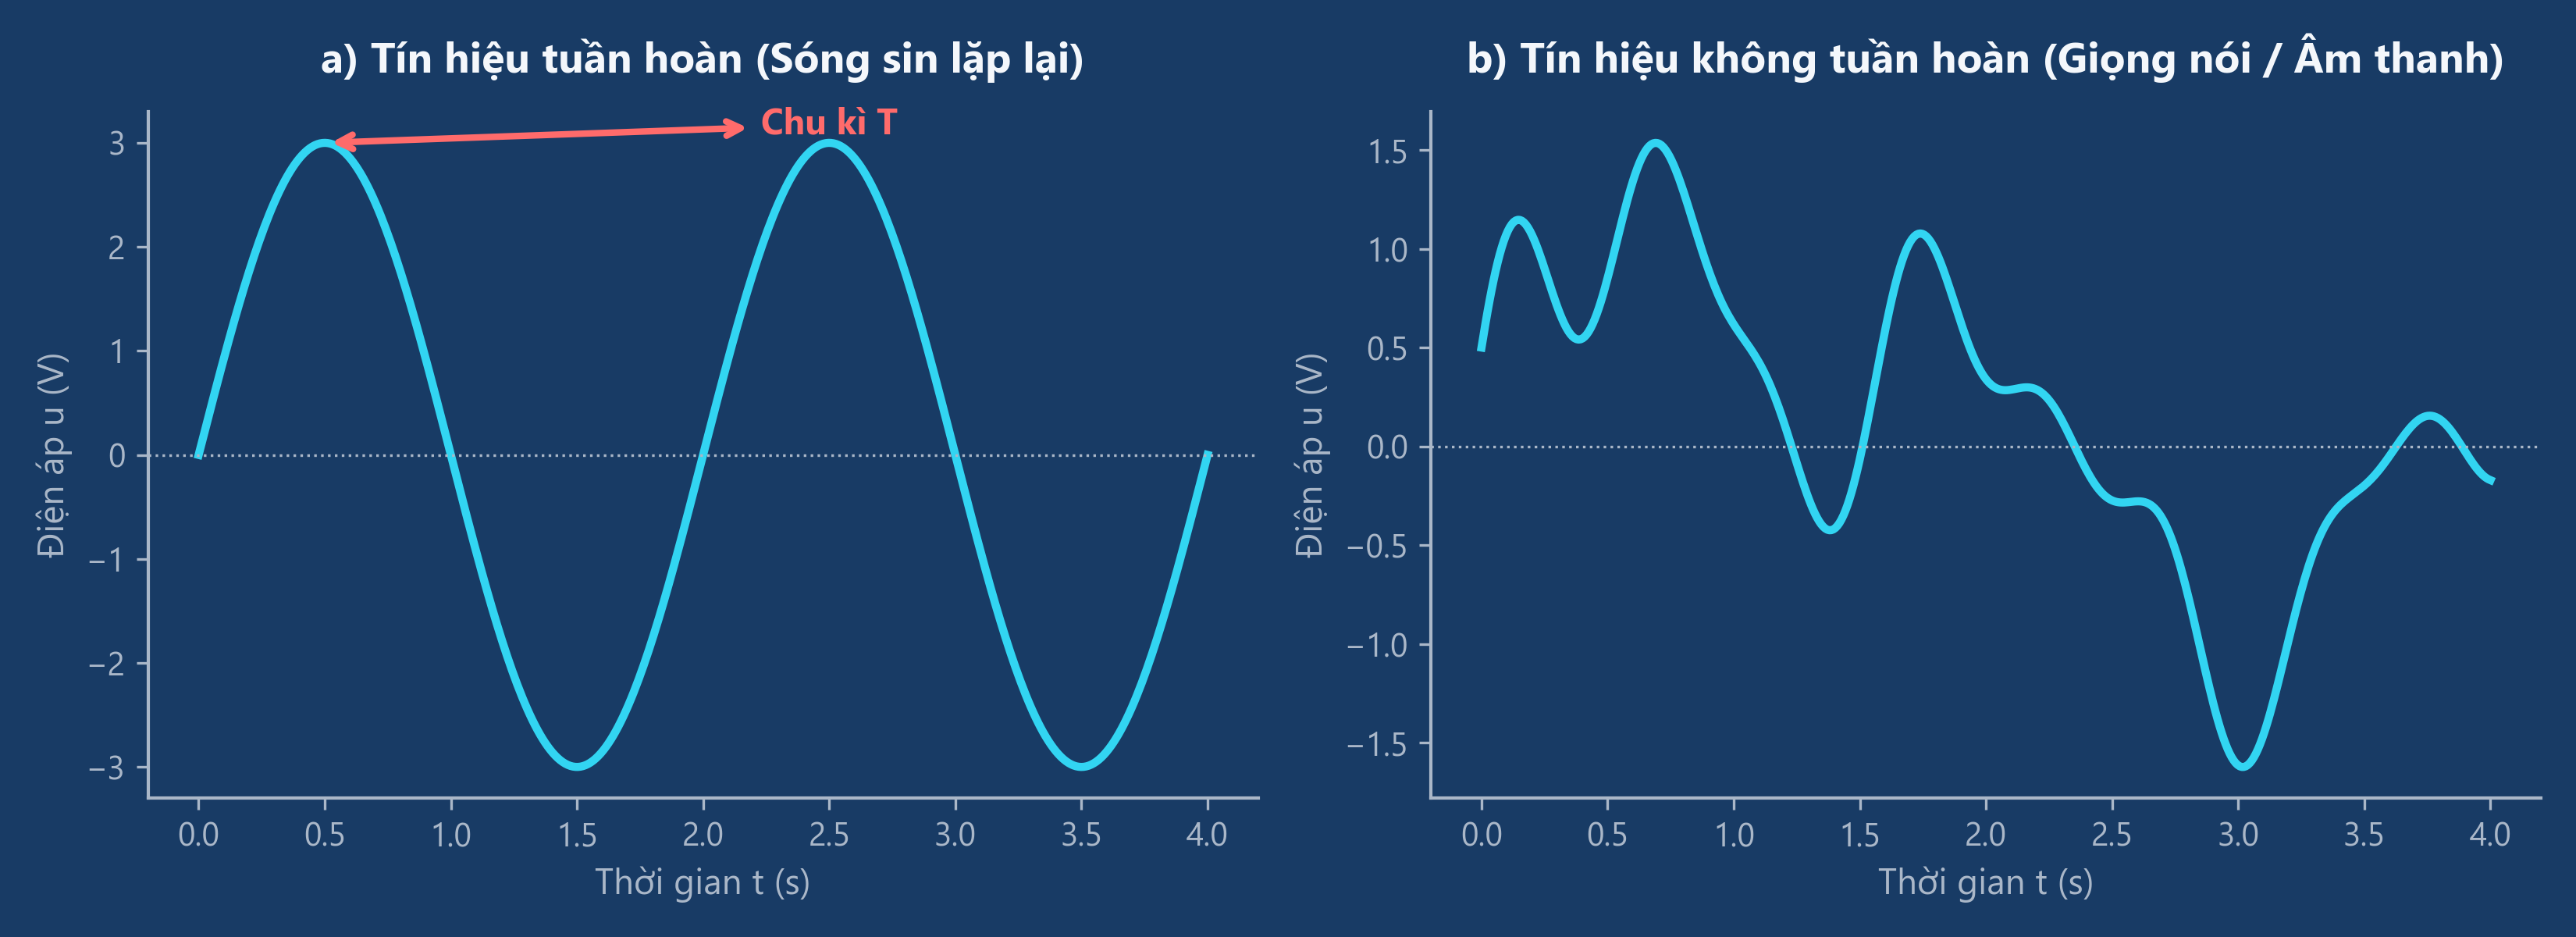 a) Tín hiệu tuần hoàn (Sóng sin lặp lại)
Chu kì T
3
2
1
0
−1
−2
−3
Điện áp u (V)
0.0 0.5 1.0 1.5 2.0 2.5 3.0 3.5 4.0
Thời gian t (s)
b) Tín hiệu không tuần hoàn (Giọng nói / Âm thanh)
1.5
1.0
0.5
0.0
−0.5
−1.0
−1.5
Điện áp u (V)
0.0 0.5 1.0 1.5 2.0 2.5 3.0 3.5 4.0
Thời gian t (s)